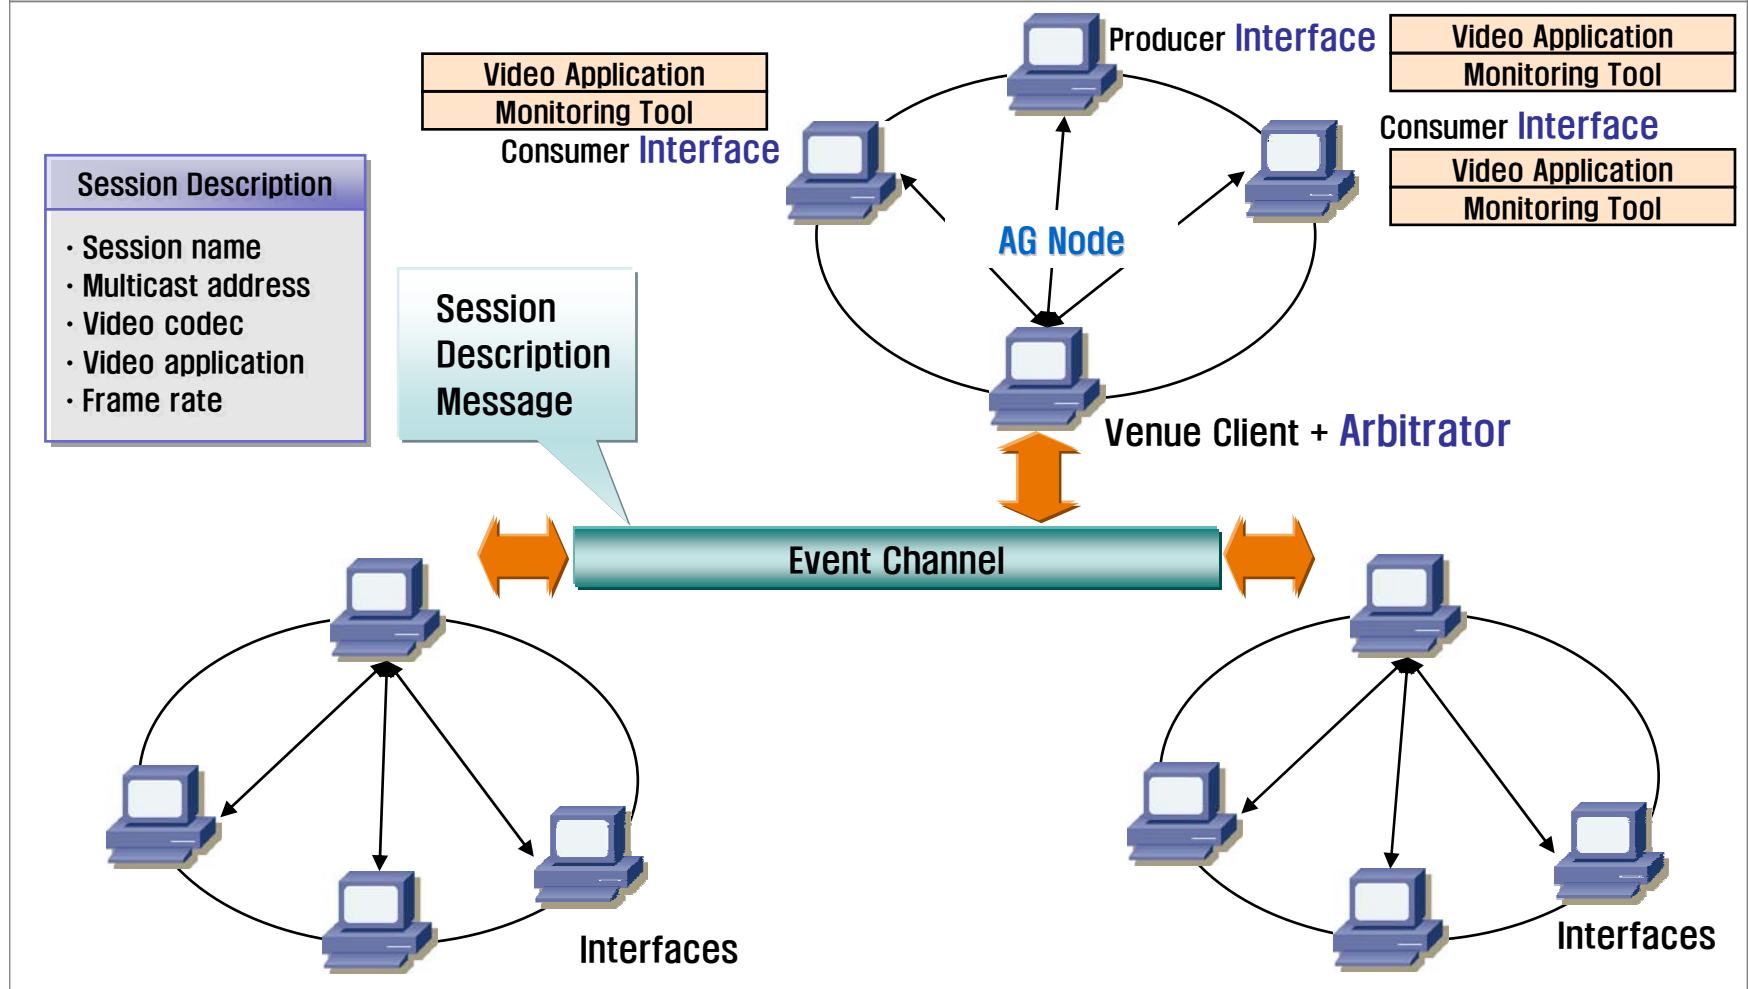 Producer Interface
Video Application
Monitoring Tool
Video Application
Monitoring Tool
Consumer Interface
Consumer Interface
Video Application
Monitoring Tool
Session Description
· Session name
· Multicast address
· Video codec
· Video application
· Frame rate
AG Node
Session
Description
Message
Venue Client + Arbitrator
Event Channel
Interfaces
Interfaces